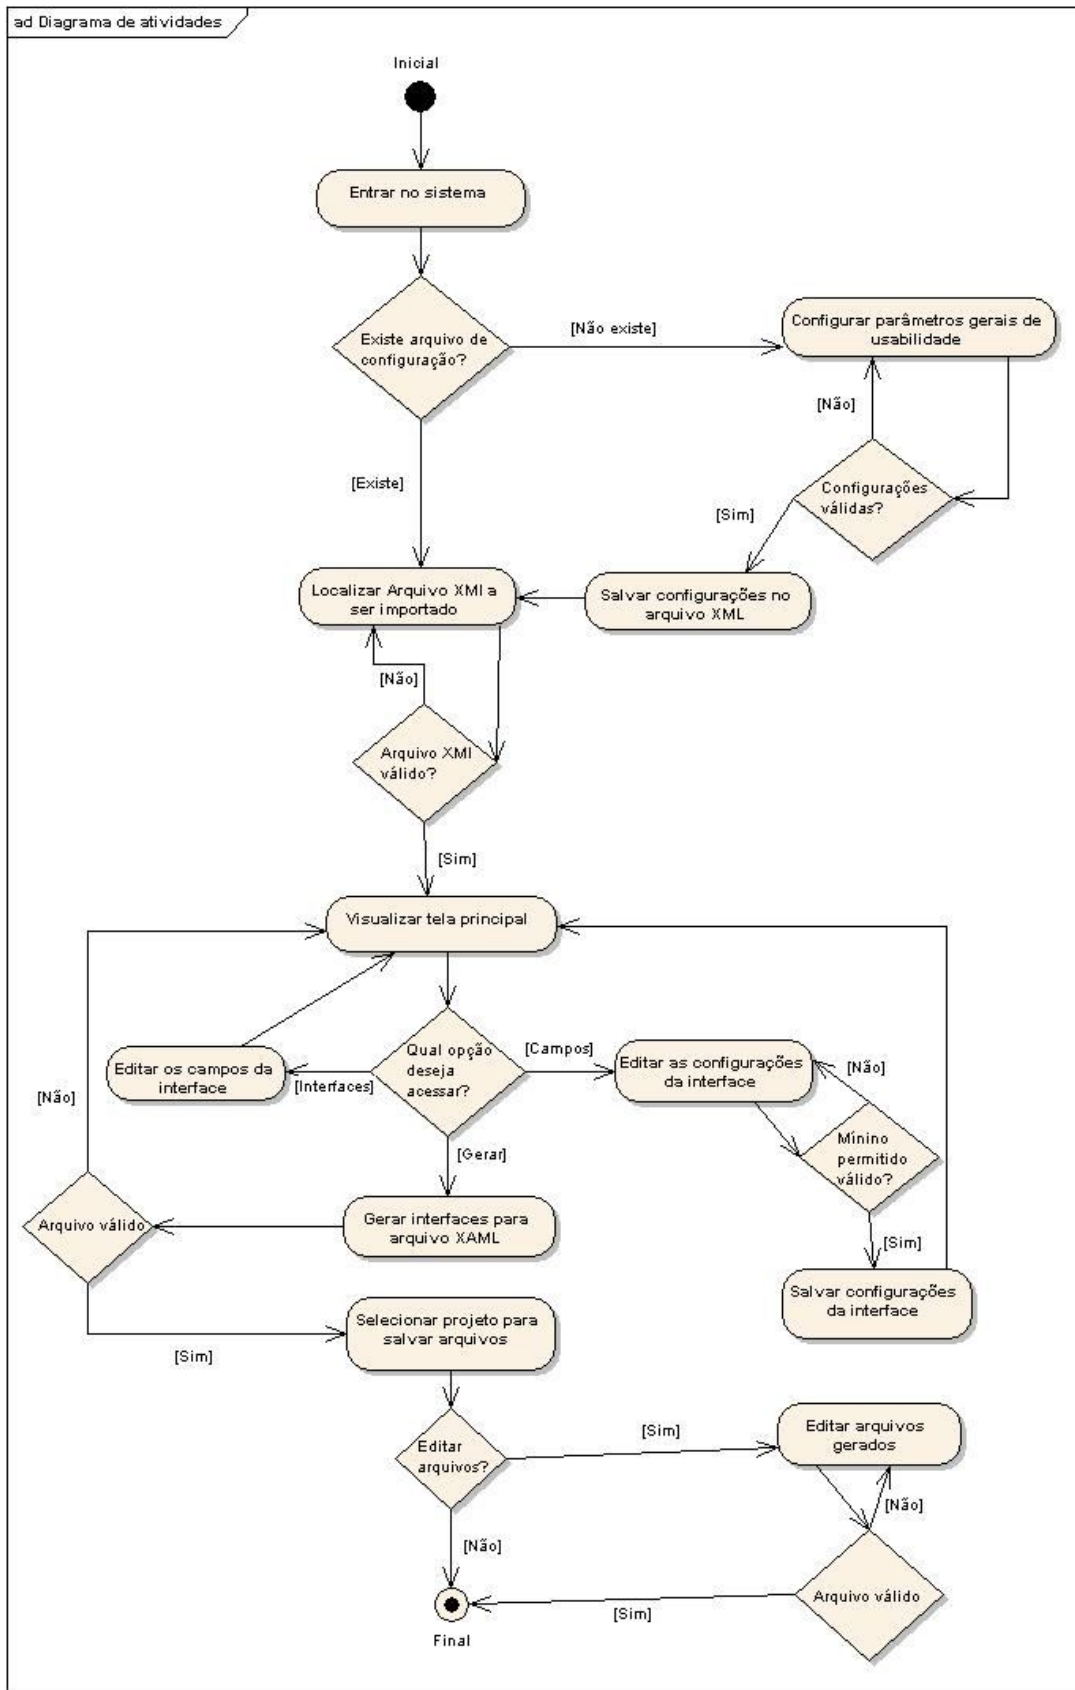 ad Diagrama de atividades
Inicial
Entrar no sistema
Existe arquivo de
configuração?
[Não existe]
Configurar parâmetros gerais de
usabilidade
[Não]
[Existe]
Configurações
válidas?
[Sim]
Localizar Arquivo XMI a
ser importado
Salvar configurações no
arquivo XML
[Não]
Arquivo XMI
válido?
[Sim]
Visualizar tela principal
Editar os campos da
interface
[Interfaces]
Qual opção
deseja
acessar?
[Campos]
Editar as configurações
da interface
[Não]
[Não]
Mínino
permitido
válido?
[Gerar]
Arquivo válido
Gerar interfaces para
arquivo XAML
[Sim]
Salvar configurações
da interface
Selecionar projeto para
salvar arquivos
[Sim]
Editar
arquivos?
[Sim]
Editar arquivos
gerados
[Não]
[Não]
Arquivo válido
[Sim]
Final